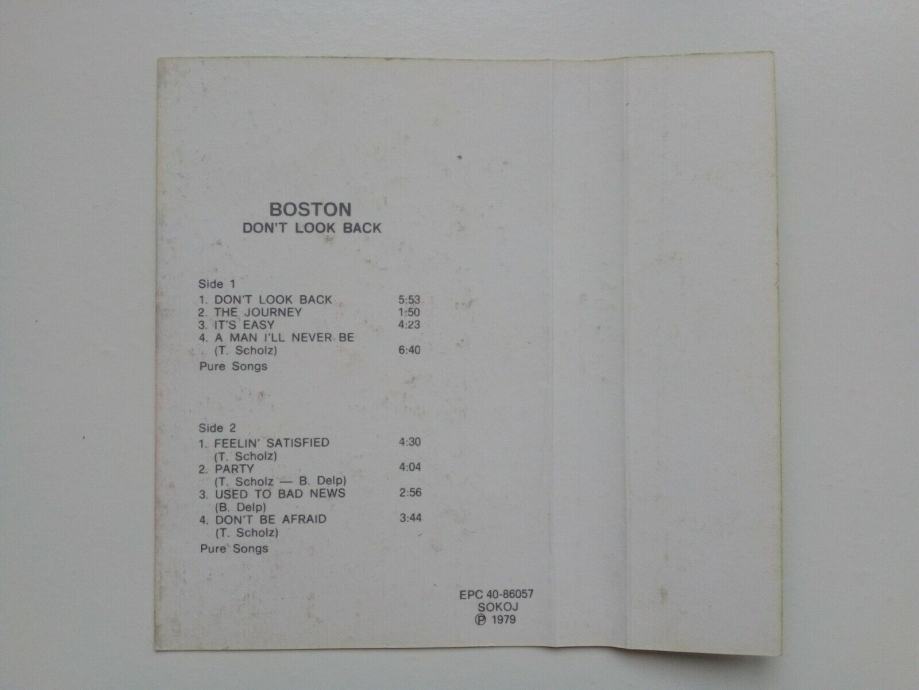 BOSTON
DON'T LOOK BACK
Side 1
1. DON'T LOOK BACK 5:53
2. THE JOURNEY 1:50
3. IT'S EASY 4:23
4. A MAN I'LL NEVER BE
(T. Scholz) 6:40
Pure Songs
Side 2
1. FEELIN' SATISFIED 4:30
(T. Scholz)
2. PARTY 4:04
(T. Scholz — B. Delp)
3. USED TO BAD NEWS 2:56
(B. Delp)
4. DON'T BE AFRAID 3:44
(T. Scholz)
Pure Songs
EPC 40-86057
SOKOJ
℗ 1979